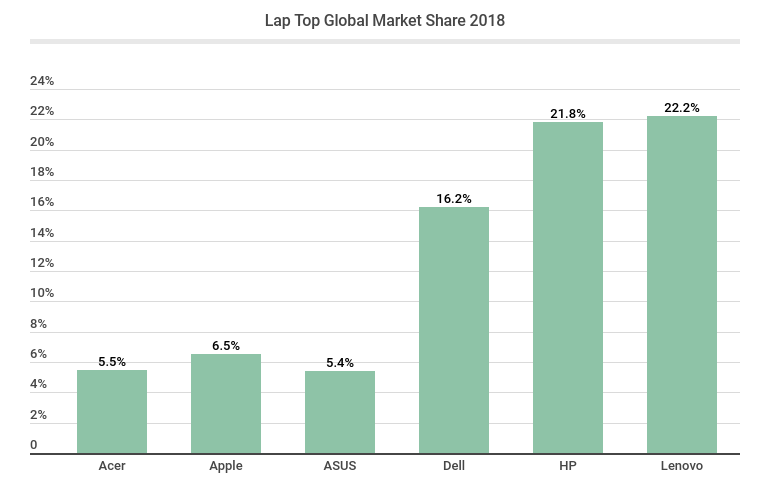 Lap Top Global Market Share 2018
24%
22%
20%
18%
16%
14%
12%
10%
8%
6%
4%
2%
0
5.5%
6.5%
5.4%
16.2%
21.8%
22.2%
Acer
Apple
ASUS
Dell
HP
Lenovo